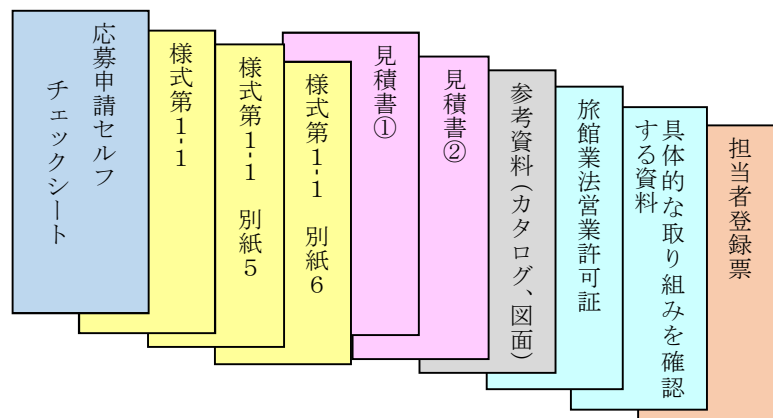 応募申請セルフ
チェックシート
様式第1-1
様式第1-1 別紙5
様式第1-1 別紙6
見積書①
見積書②
参考資料(カタログ、図面)
旅館業法営業許可証
具体的な取り組みを確認
する資料
担当者登録票